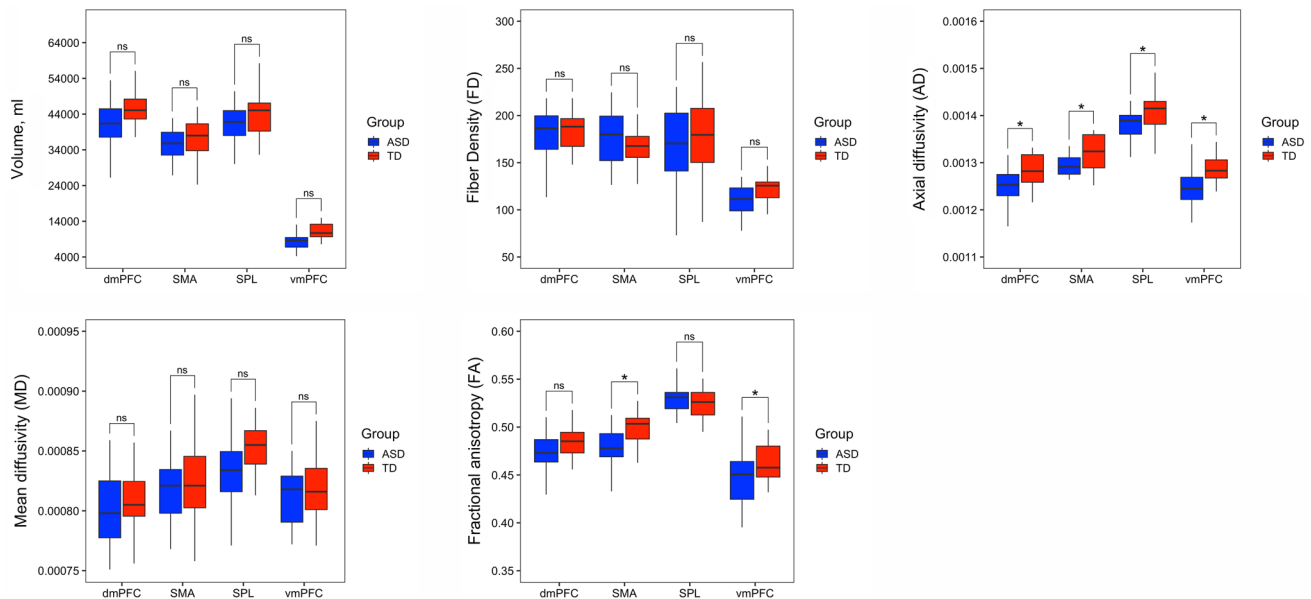 Volume, ml
64000
54000
44000
34000
24000
14000
4000
ns
ns
ns
ns
dmPFC SMA SPL vmPFC
Group
ASD
TD
Fiber Density (FD)
300
250
200
150
100
50
ns
ns
ns
ns
dmPFC SMA SPL vmPFC
Group
ASD
TD
Axial diffusivity (AD)
0.0016
0.0015
0.0014
0.0013
0.0012
0.0011
*
*
*
*
dmPFC SMA SPL vmPFC
Group
ASD
TD
Mean diffusivity (MD)
0.00095
0.00090
0.00085
0.00080
0.00075
ns
ns
ns
ns
dmPFC SMA SPL vmPFC
Group
ASD
TD
Fractional anisotropy (FA)
0.60
0.55
0.50
0.45
0.40
0.35
ns
*
ns
*
dmPFC SMA SPL vmPFC
Group
ASD
TD